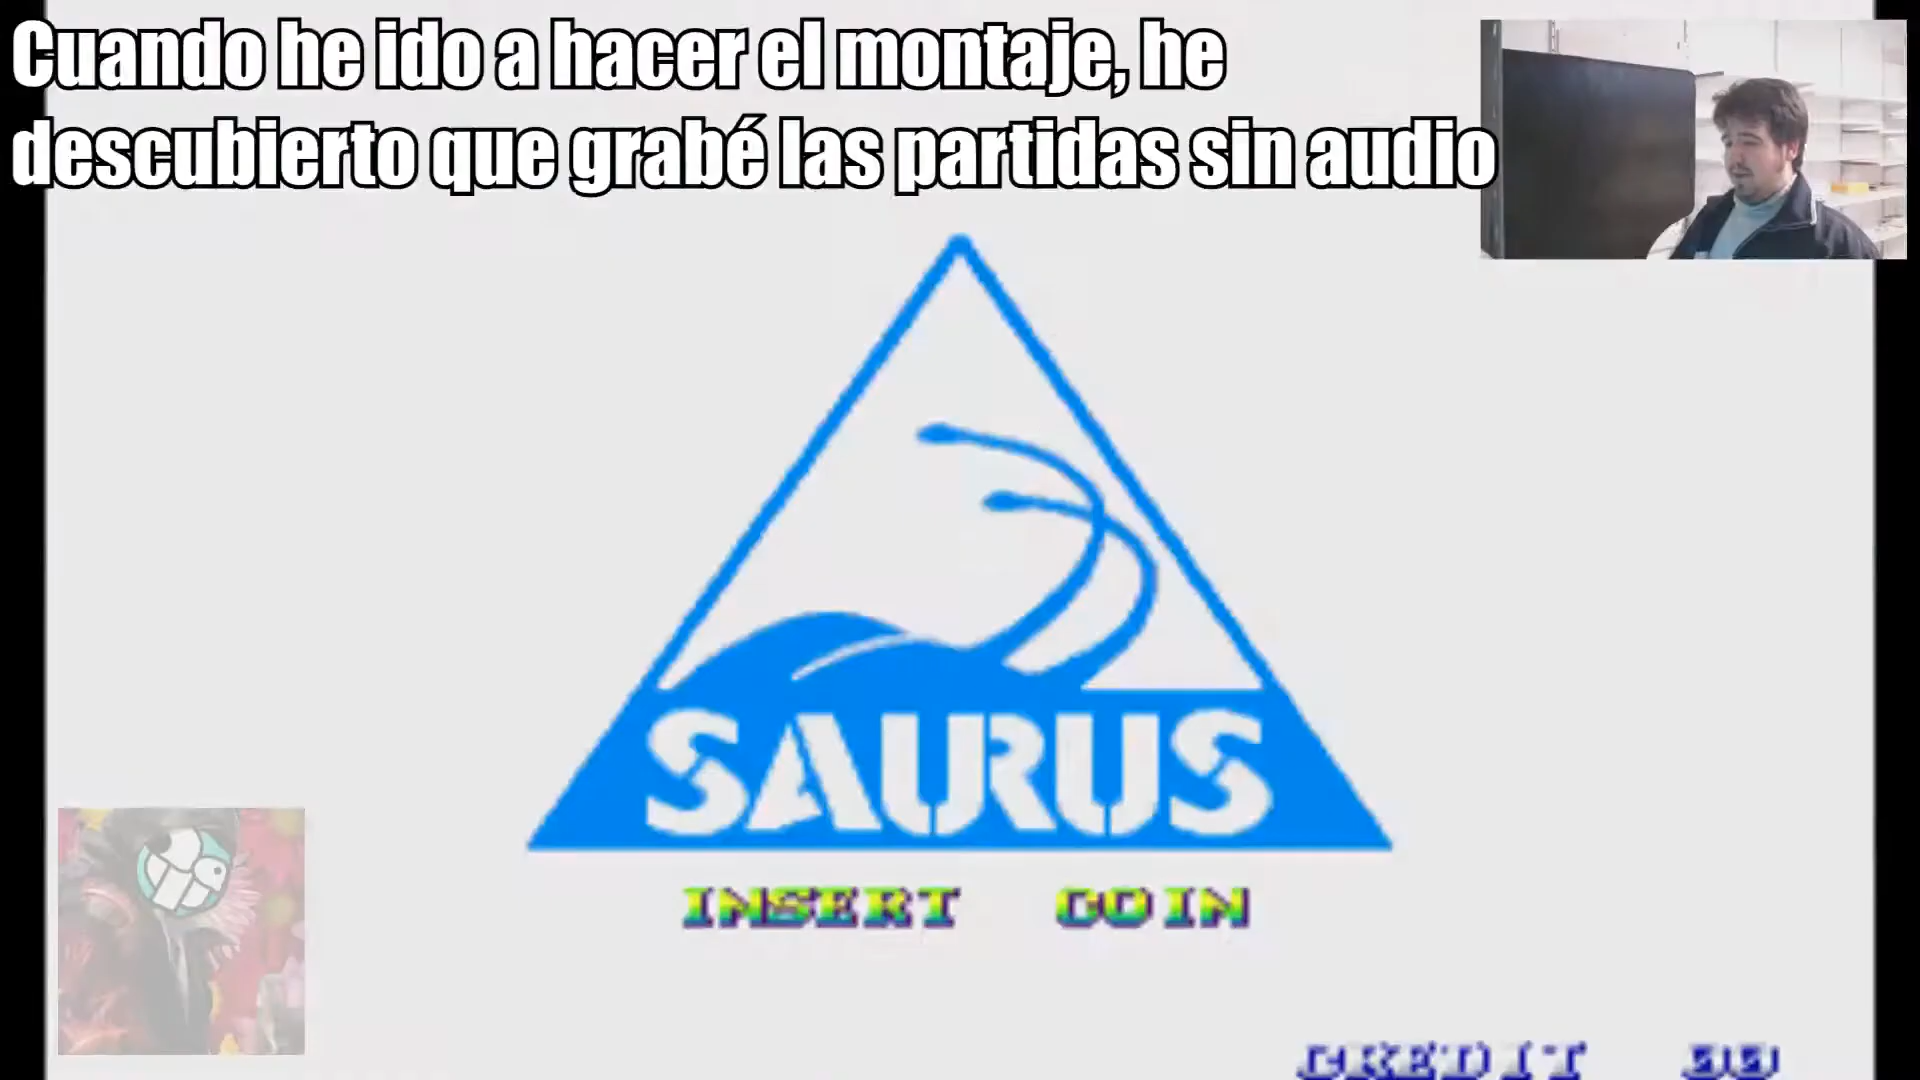 Cuando he ido a hacer el montaje, he
descubierto que grabé las partidas sin audio
SAURUS
INSERT COIN
CREDIT